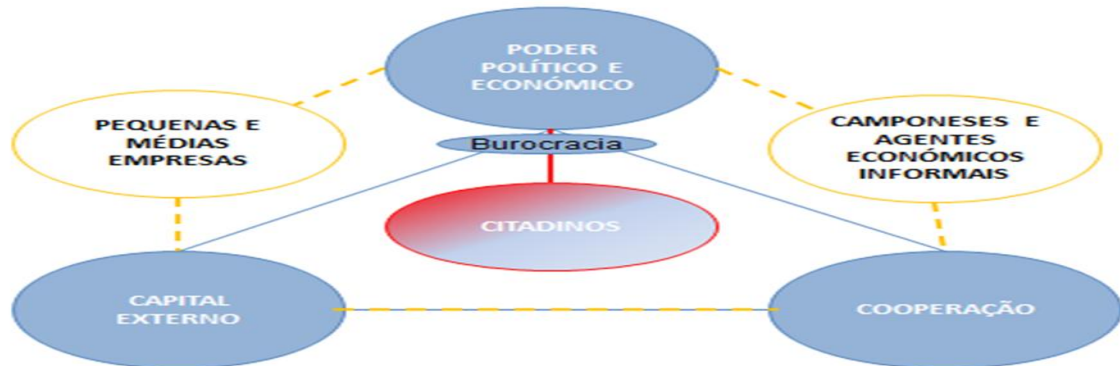 PODER
POLÍTICO E
ECONÓMICO
PEQUENAS E
MÉDIAS
EMPRESAS
Burocracia
CAMPONESES E
AGENTES
ECONÓMICOS
INFORMAIS
CITADINOS
CAPITAL
EXTERNO
COOPERAÇÃO